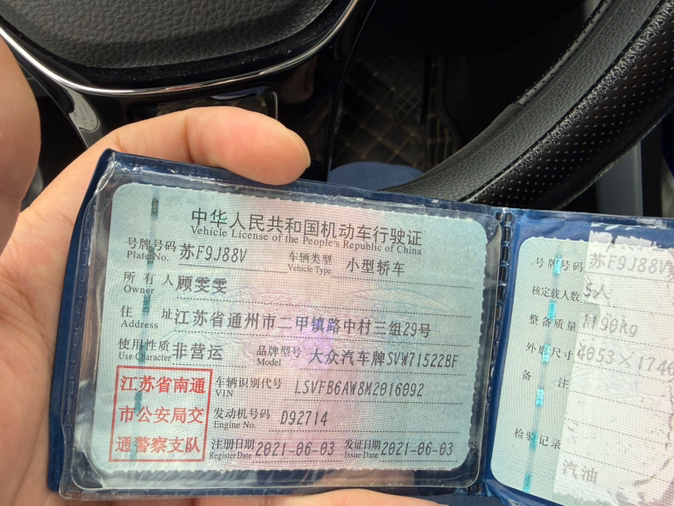 中华人民共和国机动车行驶证
Vehicle License of the People's Republic of China
号牌号码 苏F9J88V 车辆类型 小型轿车
Plate No. Vehicle Type
所有人 顾雯雯
Owner
住址 江苏省通州市二甲镇路中村三组29号
Address
使用性质 非营运 品牌型号 大众汽车牌SVW71522BF
Use Character Model
江苏省南通
市公安局交
通警察支队
车辆识别代号 LSVFB6AW8M2016092
VIN
发动机号码 D92714
Engine No.
注册日期 2021-06-03 发证日期 2021-06-03
Register Date Issue Date
号牌号码 苏F9J88V
核定载人数 5人
整备质量 1190kg
外廓尺寸 4053 174
备注
检验记录
汽油